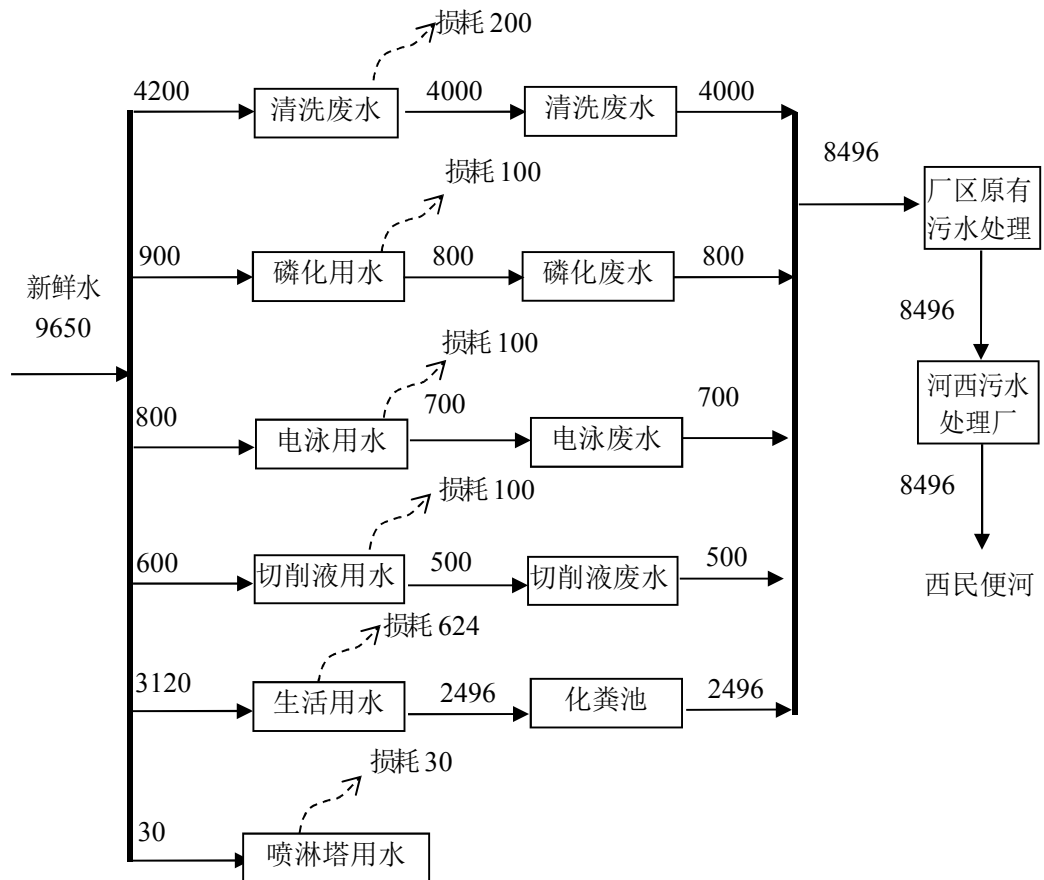 损耗 200
4200
清洗废水
4000
清洗废水
4000
8496
厂区原有
污水处理
损耗 100
900
磷化用水
800
磷化废水
800
新鲜水
9650
8496
损耗 100
800
电泳用水
700
电泳废水
700
河西污水
处理厂
8496
损耗 100
600
切削液用水
500
切削液废水
500
西民便河
损耗 624
3120
生活用水
2496
化粪池
2496
损耗 30
30
喷淋塔用水